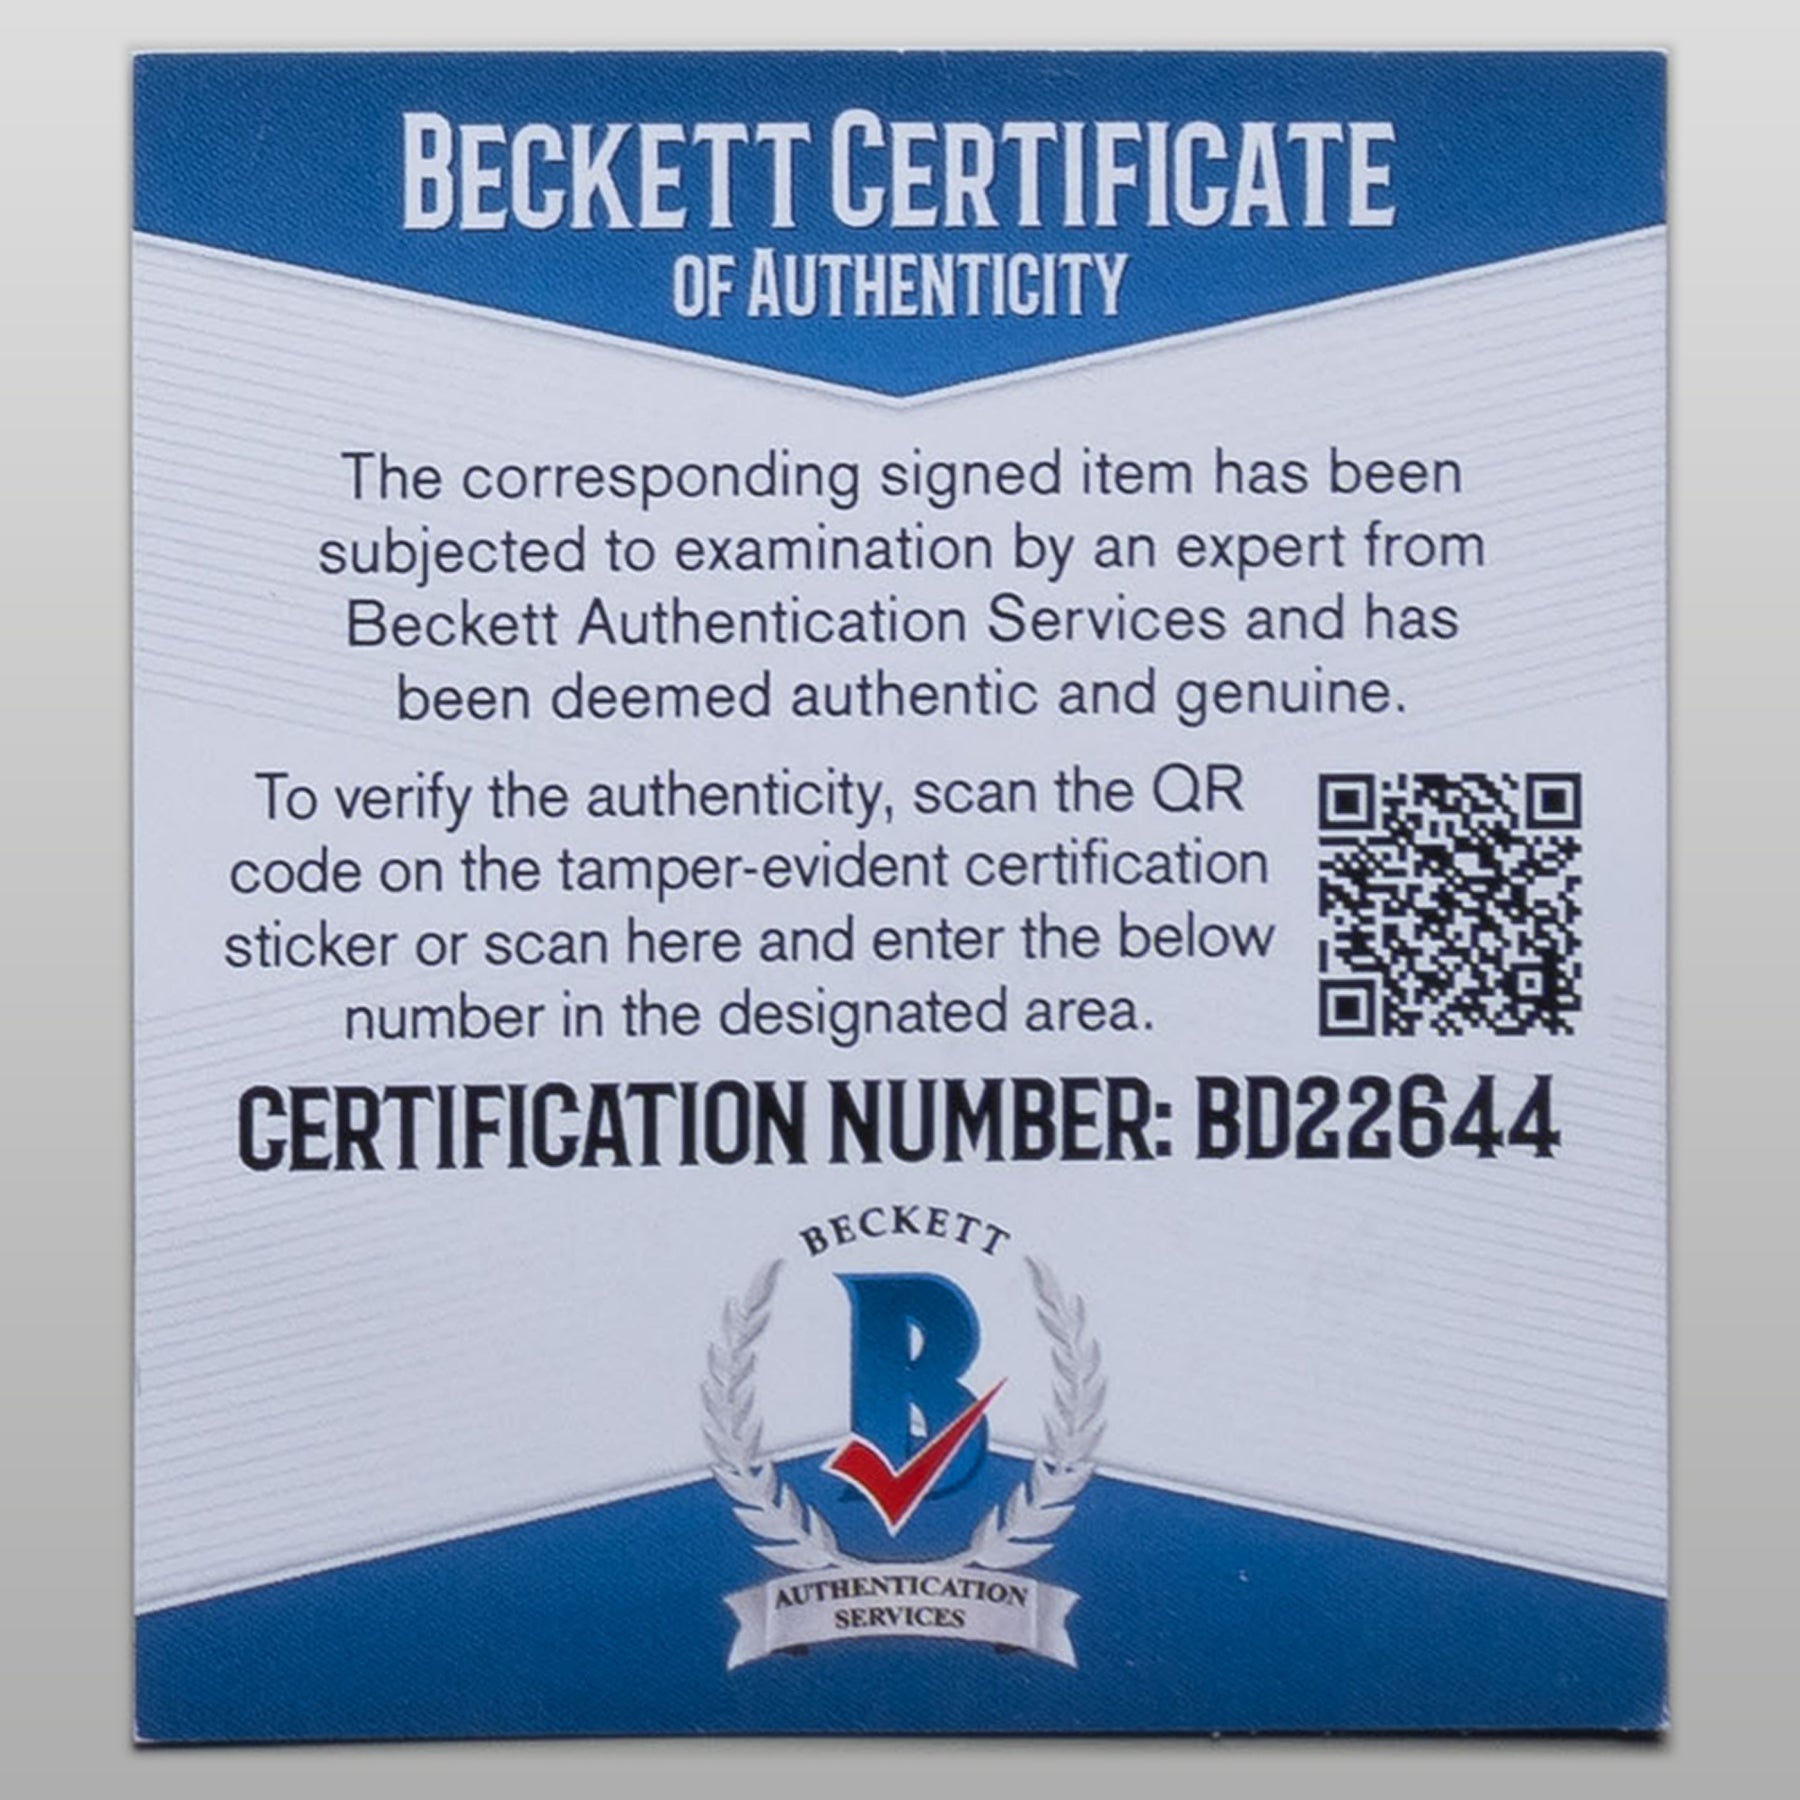 BECKETT CERTIFICATE
OF AUTHENTICITY
The corresponding signed item has been
subjected to examination by an expert from
Beckett Authentication Services and has
been deemed authentic and genuine.
To verify the authenticity, scan the QR
code on the tamper-evident certification
sticker or scan here and enter the below
number in the designated area.
CERTIFICATION NUMBER: BD22644
BECKETT
B
AUTHENTICATION
SERVICES